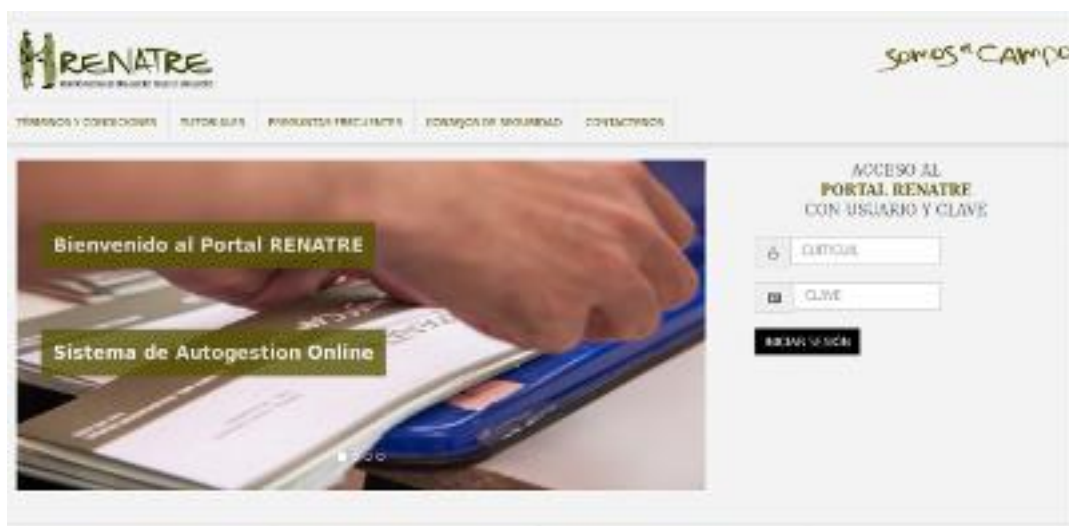 RENATRE
SOMOS el CAMPO
TÉRMINOS Y CONDICIONES TUTORIALES PREGUNTAS FRECUENTES CONSEJOS DE SEGURIDAD CONTACTENOS
Bienvenido al Portal RENATRE
Sistema de Autogestion Online
ACCESO AL
PORTAL RENATRE
CON USUARIO Y CLAVE
CUIT/CUIL
CLAVE
INICIAR SESIÓN